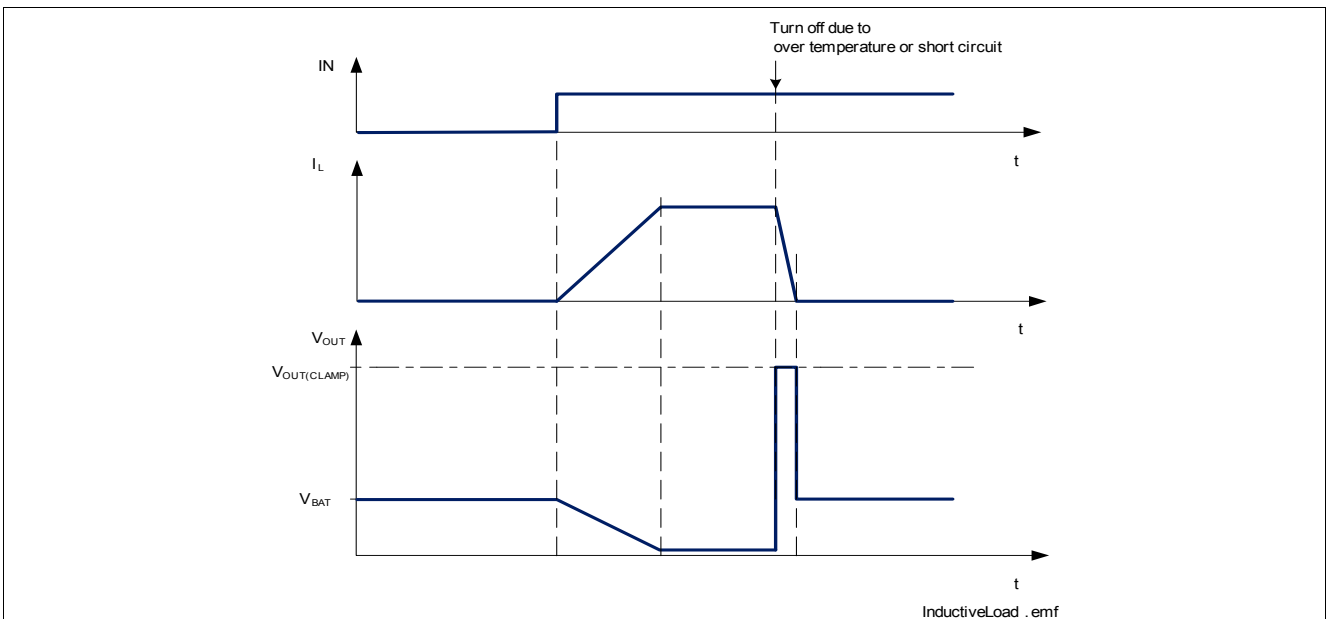 Turn off due to
over temperature or short circuit
IN
t
IL
t
VOUT
VOUT(CLAMP)
VBAT
t
InductiveLoad .emf